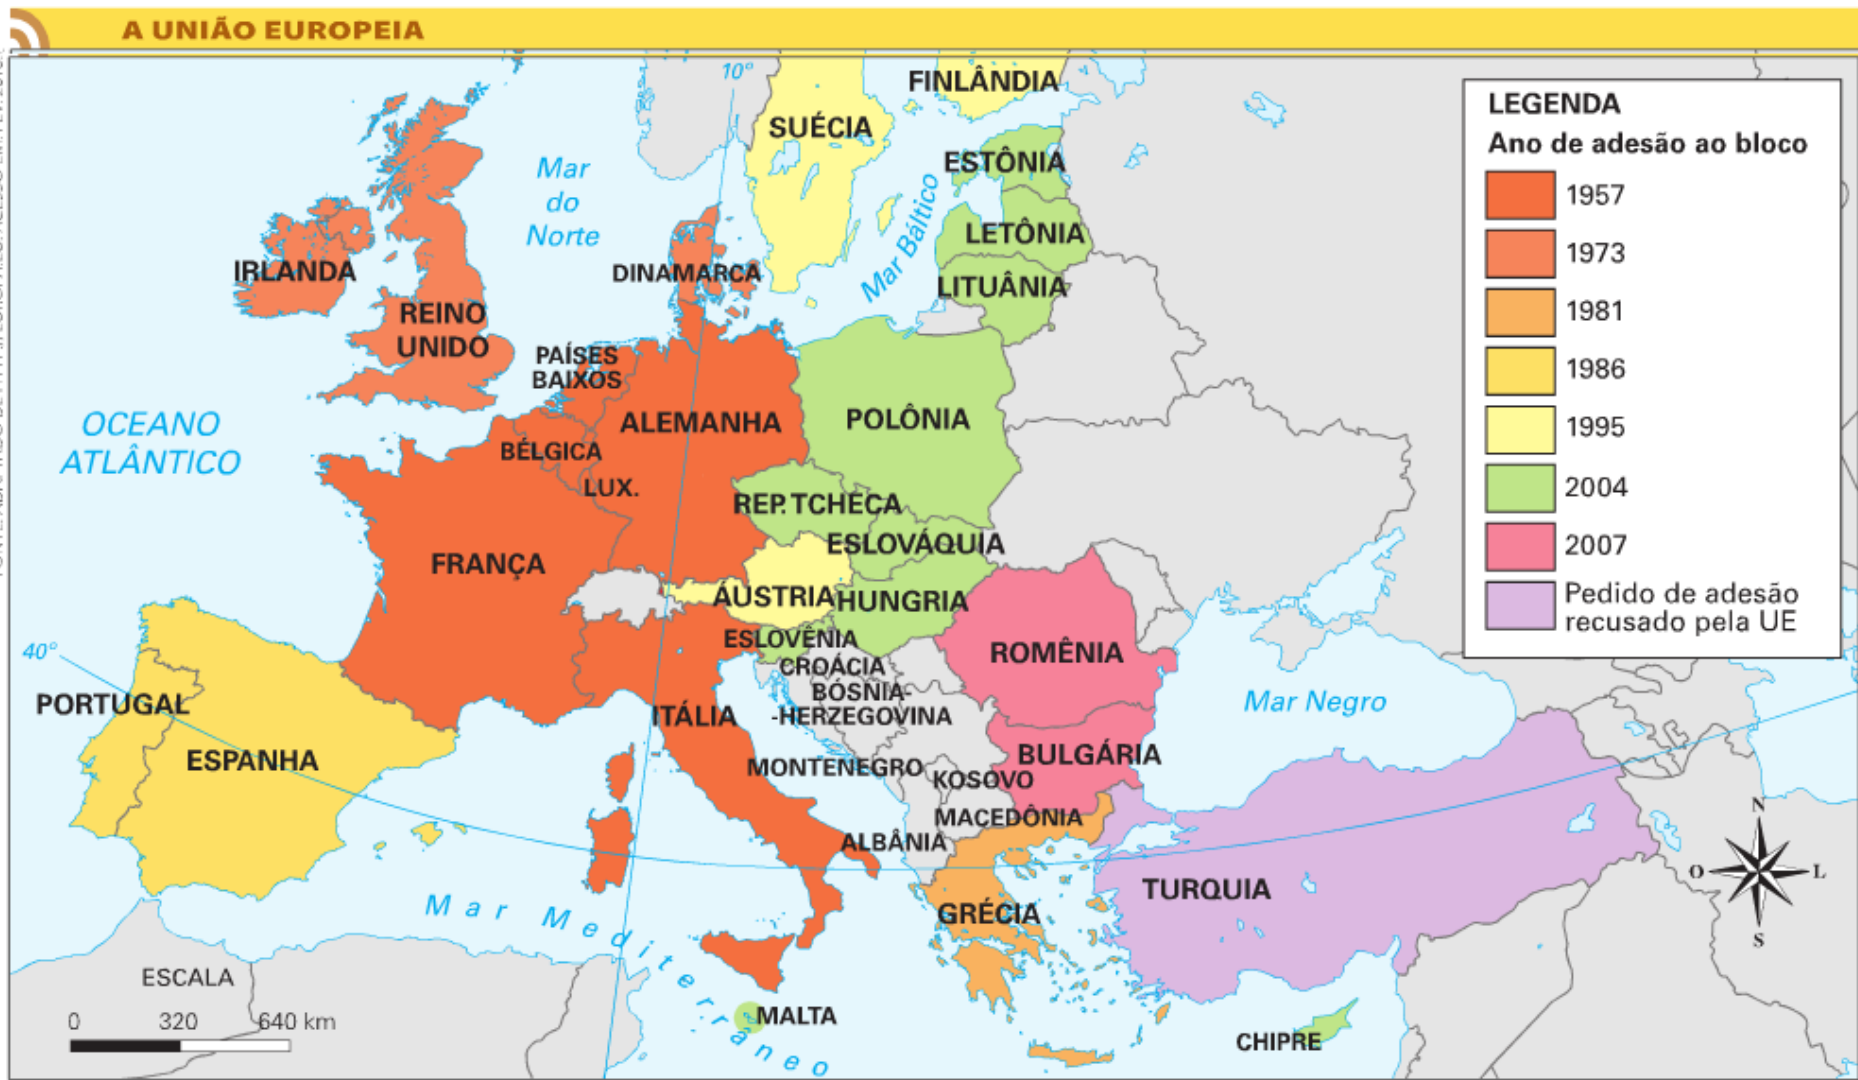 A UNIÃO EUROPEIA
10°
FINLÂNDIA
SUÉCIA
ESTÔNIA
Mar
do
Norte
Mar Báltico
LETÔNIA
IRLANDA
DINAMARCA
LITUÂNIA
REINO
UNIDO
PAÍSES
BAIXOS
OCEANO
ATLÂNTICO
ALEMANHA
POLÔNIA
BÉLGICA
LUX.
REP. TCHECA
ESLOVÁQUIA
FRANÇA
ÁUSTRIA
HUNGRIA
ESLOVÊNIA
40°
CROÁCIA
ROMÊNIA
BÓSNIA-
-HERZEGOVINA
PORTUGAL
ITÁLIA
Mar Negro
ESPANHA
BULGÁRIA
MONTENEGRO
KOSOVO
MACEDÔNIA
ALBÂNIA
TURQUIA
Mar Mediterrâneo
GRÉCIA
MALTA
CHIPRE
LEGENDA
Ano de adesão ao bloco
1957
1973
1981
1986
1995
2004
2007
Pedido de adesão
recusado pela UE
N
O
L
S
ESCALA
0 320 640 km